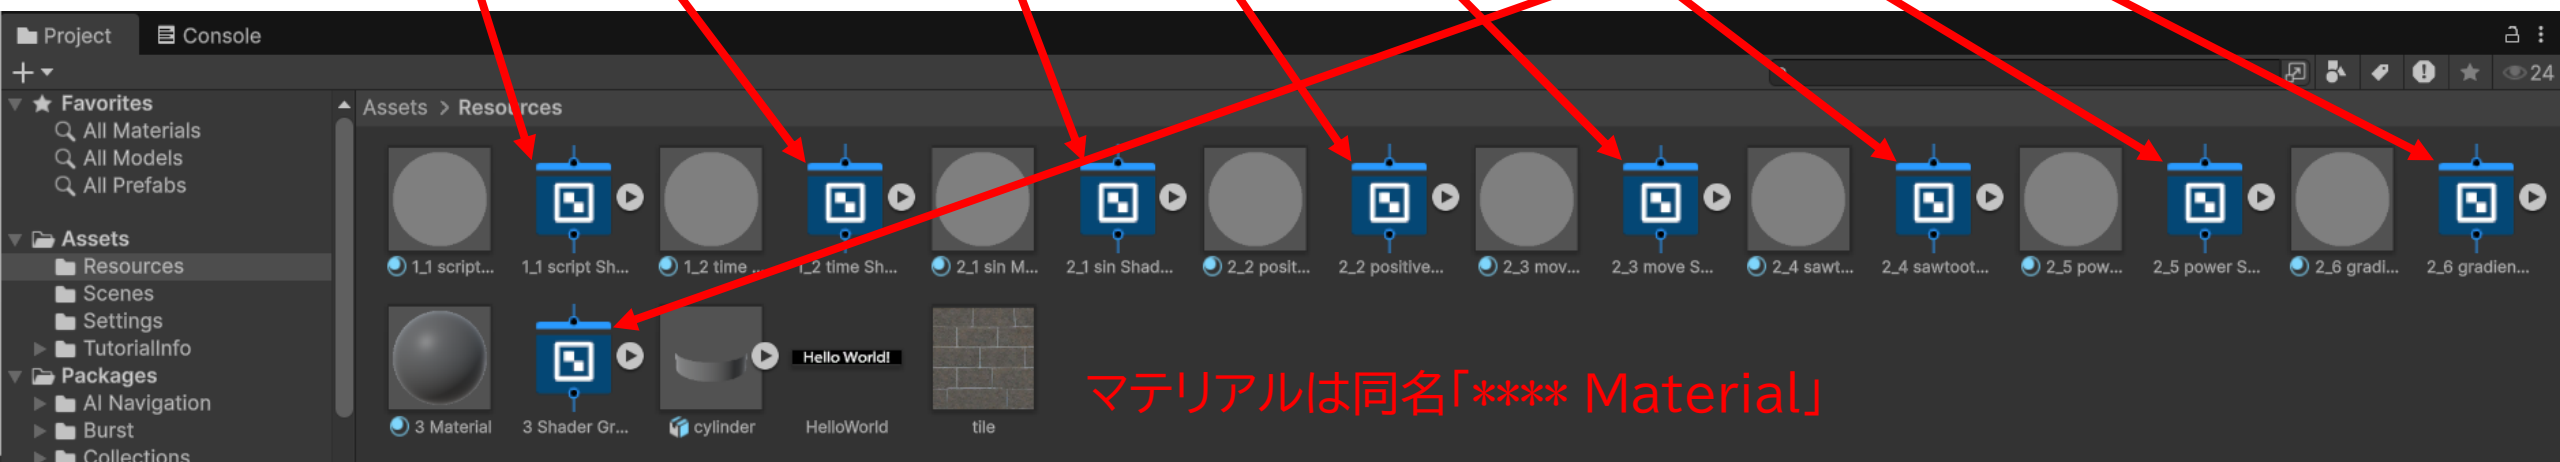 Project Console
24
Favorites
All Materials
All Models
All Prefabs
Assets
Resources
Scenes
Settings
TutorialInfo
Packages
AI Navigation
Burst
Collections
Assets > Resources
1_1 script... 1_1 script Sh... 1_2 time ... 1_2 time Sh... 2_1 sin M... 2_1 sin Shad... 2_2 posit... 2_2 positive... 2_3 mov... 2_3 move S... 2_4 sawt... 2_4 sawtoot... 2_5 pow... 2_5 power S... 2_6 gradi... 2_6 gradien...
Hello World!
3 Material 3 Shader Gr... cylinder HelloWorld tile
マテリアルは同名「**** Material」